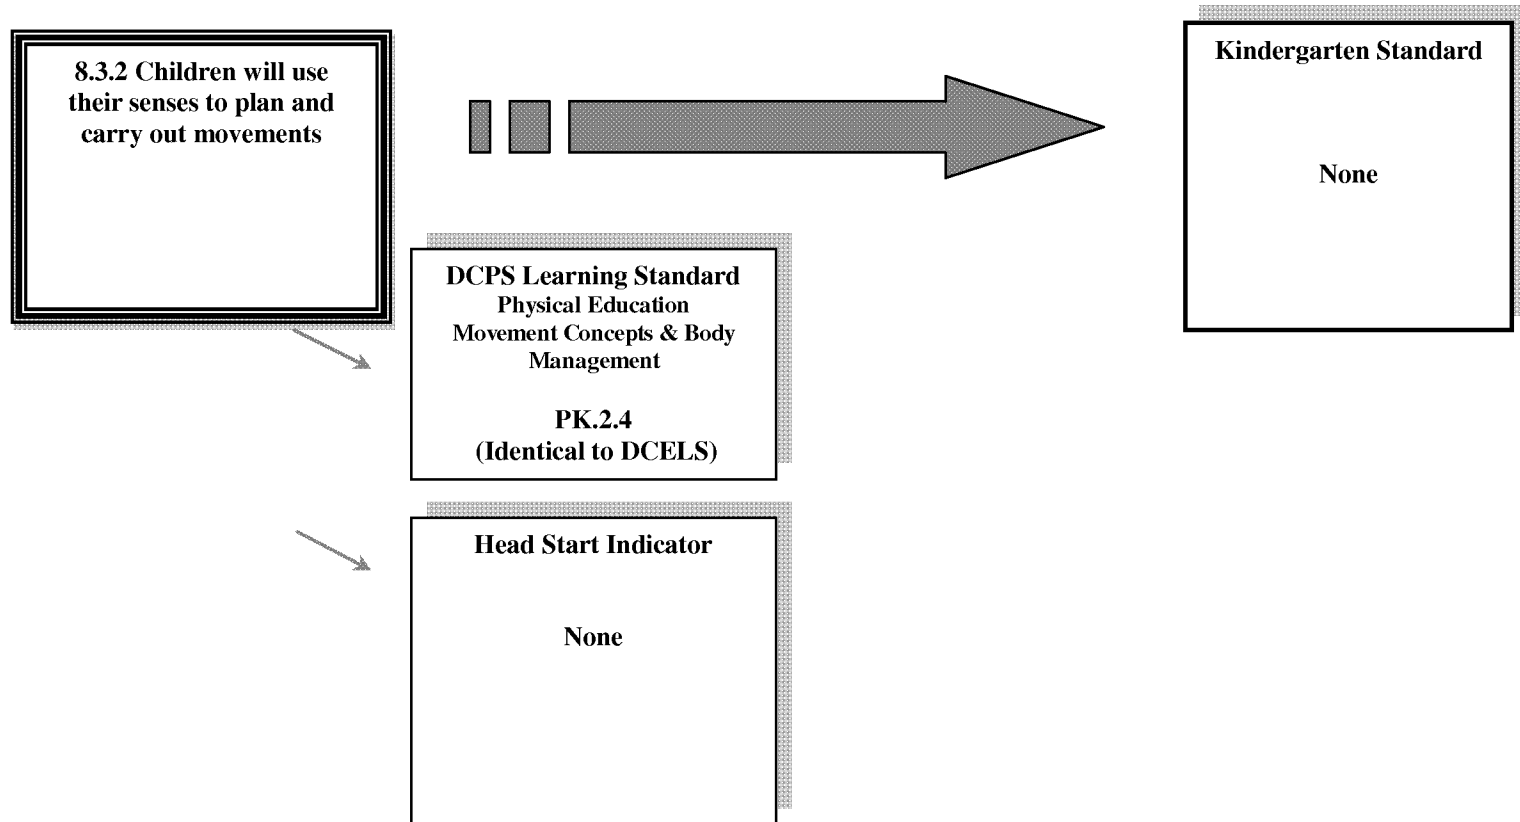 8.3.2 Children will use
their senses to plan and
carry out movements
Kindergarten Standard
None
DCPS Learning Standard
Physical Education
Movement Concepts & Body
Management
PK.2.4
(Identical to DCELS)
Head Start Indicator
None